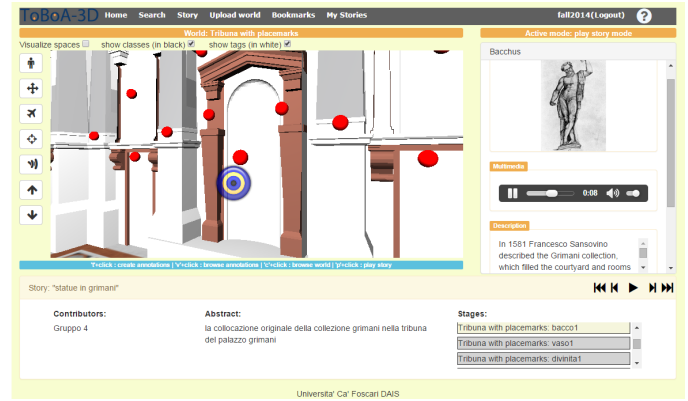 ToBoA-3D Home Search Story Upload world Bookmarks My Stories fall2014(Logout) ?
World: Tribuna with placemarks
Active mode: play story mode
Visualize spaces show classes (in black) show tags (in white)
Bacchus
Multimedia
0:08
Description
In 1581 Francesco Sansovino
described the Grimani collection,
which filled the courtyard and rooms
't'+click : create annotations | 'v'+click : browse annotations | 'c'+click : browse world | 'p'+click : play story
Story: "statue in grimani"
Contributors:
Gruppo 4
Abstract:
la collocazione originale della collezione grimani nella tribuna
del palazzo grimani
Stages:
Tribuna with placemarks: bacco1
Tribuna with placemarks: vaso1
Tribuna with placemarks: divinita1
Universita' Ca' Foscari DAIS